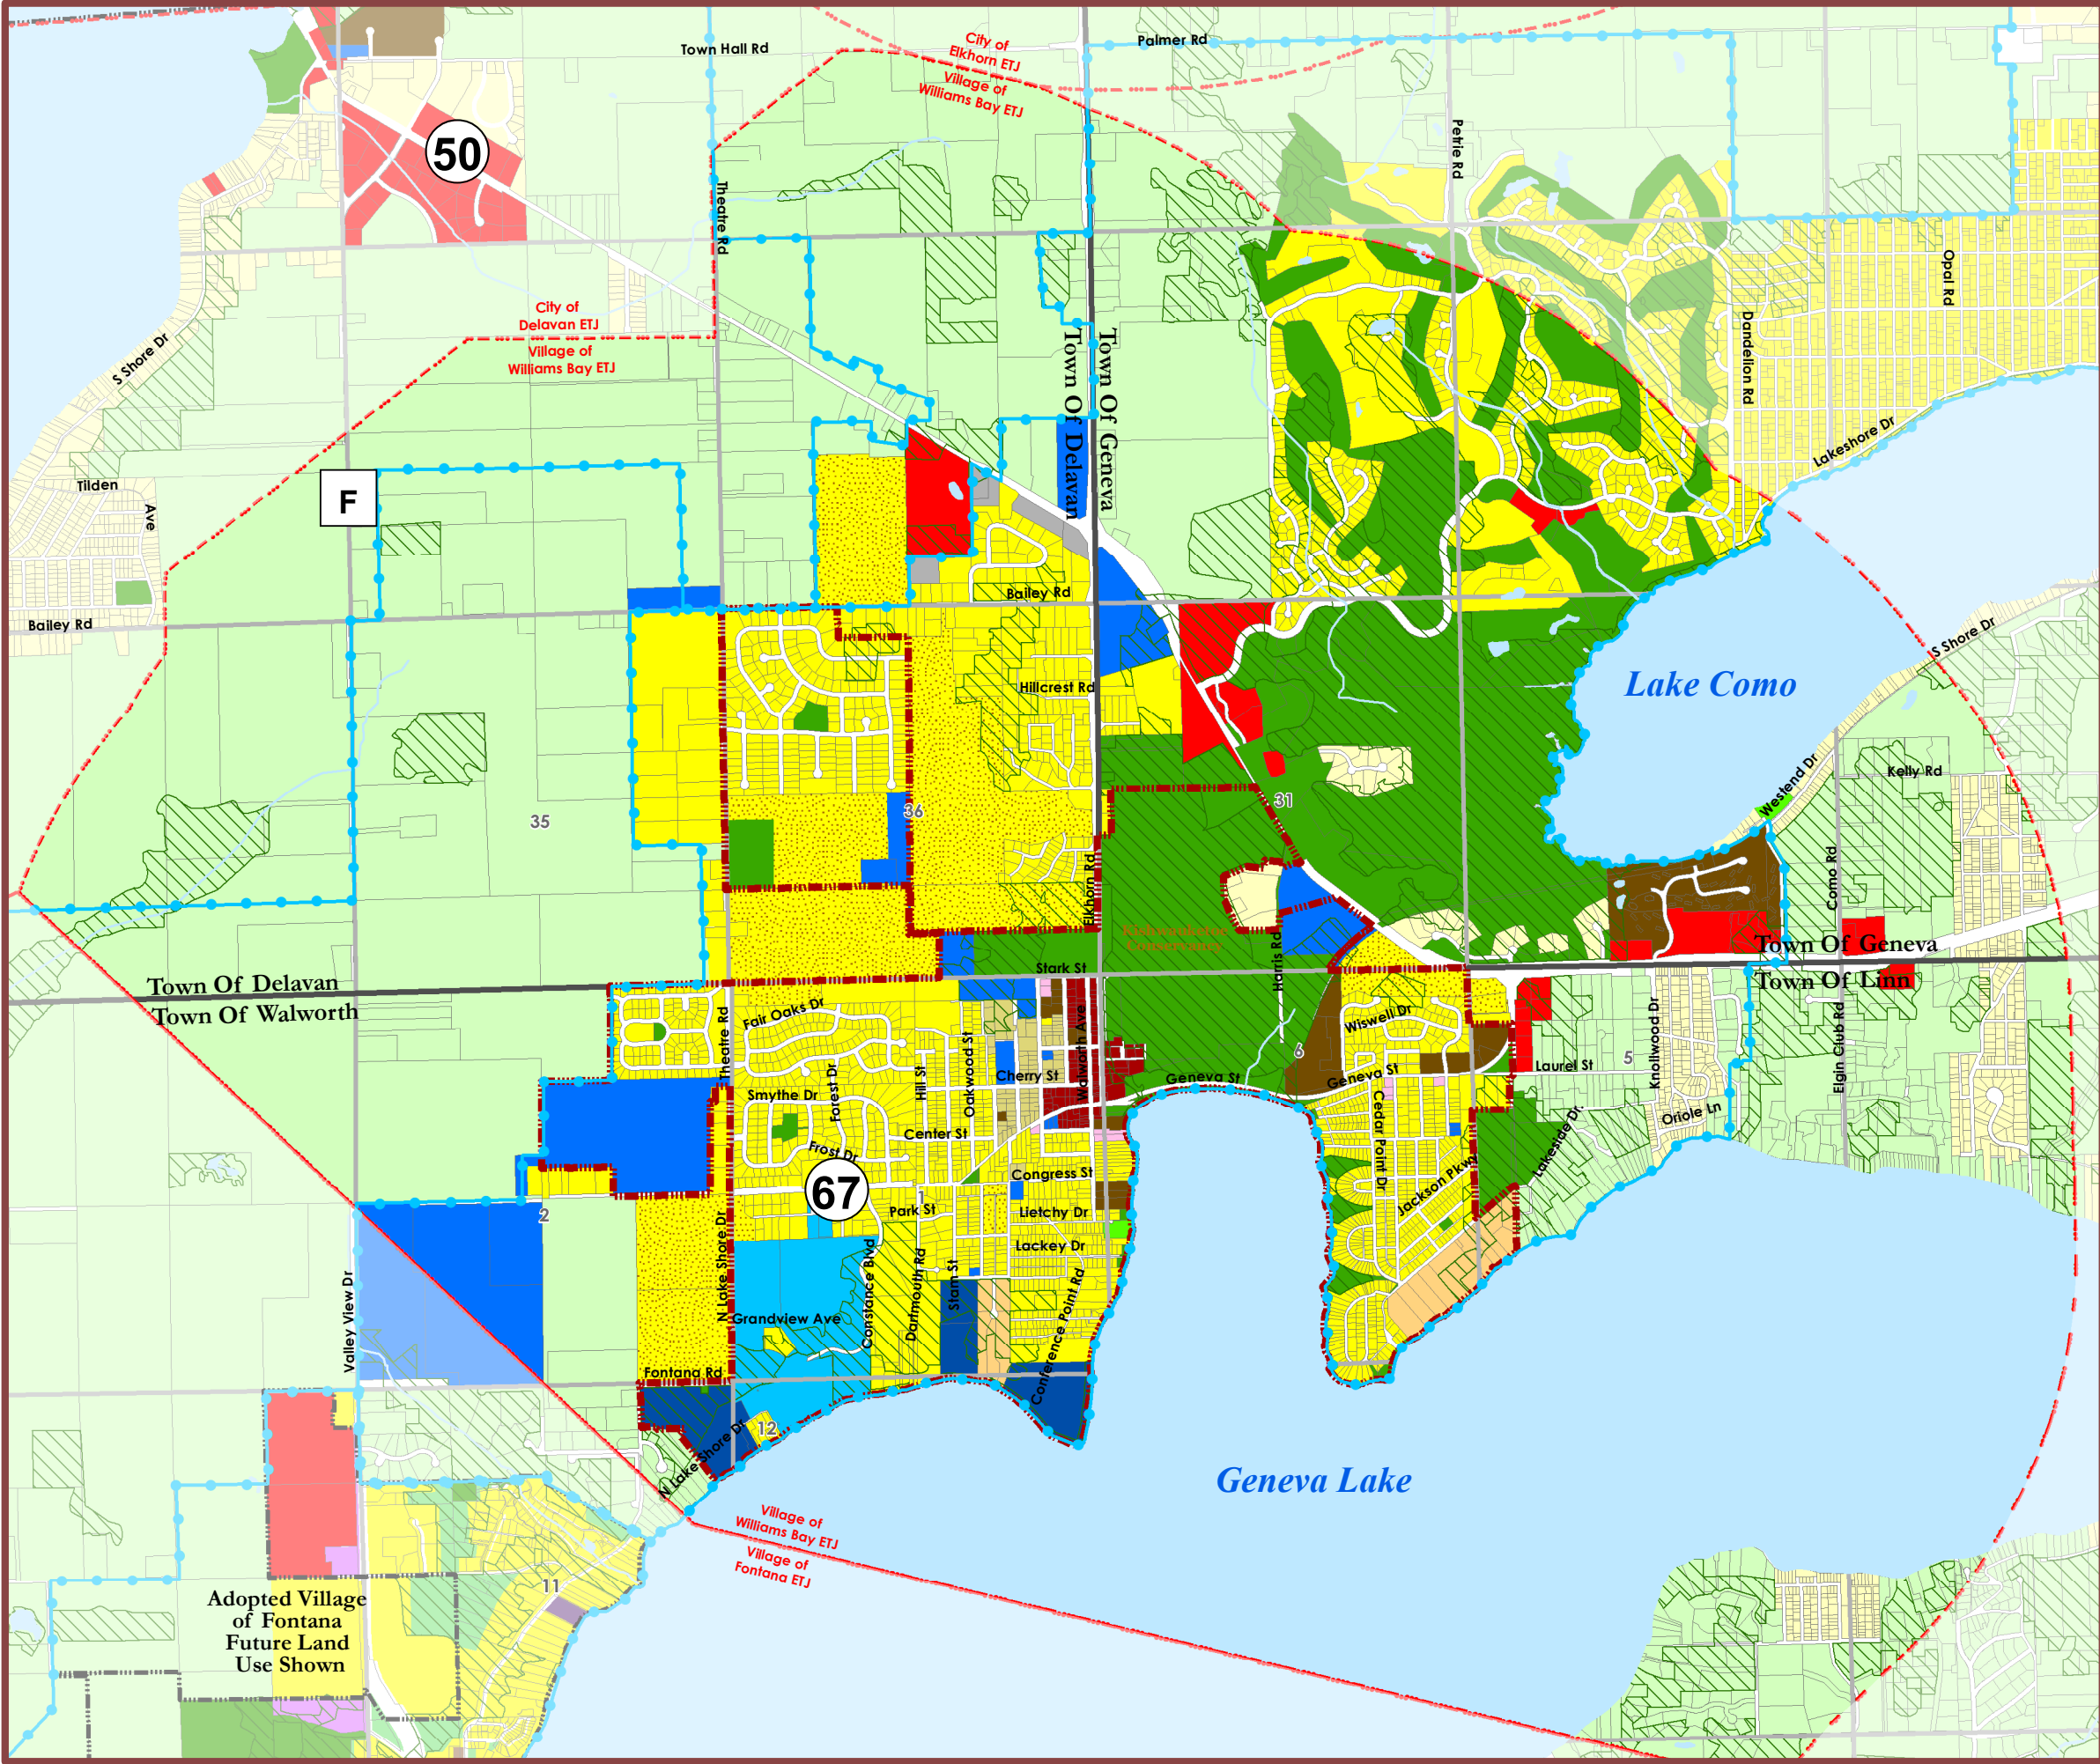 Town Hall Rd
City of
Elkhorn ETJ
Village of
Williams Bay ETJ
Palmer Rd
50
Petrie Rd
Theatre Rd
Opal Rd
City of
Delavan ETJ
Village of
Williams Bay ETJ
S Shore Dr
Town Of Delavan
Town Of Geneva
Dandelion Rd
Lakeshore Dr
Tilden
Ave
F
Bailey Rd
Bailey Rd
Hillcrest Rd
Lake Como
S Shore Dr
Westend Dr
Kelly Rd
35
36
31
Como Rd
Elkhorn Rd
Kishwauketoe
Conservancy
Harris Rd
Town Of Geneva
Town Of Linn
Stark St
Town Of Delavan
Town Of Walworth
Theatre Rd
Fair Oaks Dr
Oakwood St
Walworth Ave
Wiswell Dr
Knollwood Dr
Elgin Club Rd
6
5
Laurel St
Hill St
Cherry St
Geneva St
Geneva St
Smythe Dr
Forest Dr
Cedar Point Dr
Oriole Ln
Lakeside Dr.
Center St
Frost Dr
67
Congress St
Jackson Pkwy
1
Park St
Lietchy Dr
2
Lackey Dr
N Lake Shore Dr
Constance Blvd
Dartmouth Rd
Stam St
Conference Point Rd
Valley View Dr
Grandview Ave
Fontana Rd
12
N Lake Shore Dr
Geneva Lake
Village of
Williams Bay ETJ
Village of
Fontana ETJ
11
Adopted Village
of Fontana
Future Land
Use Shown